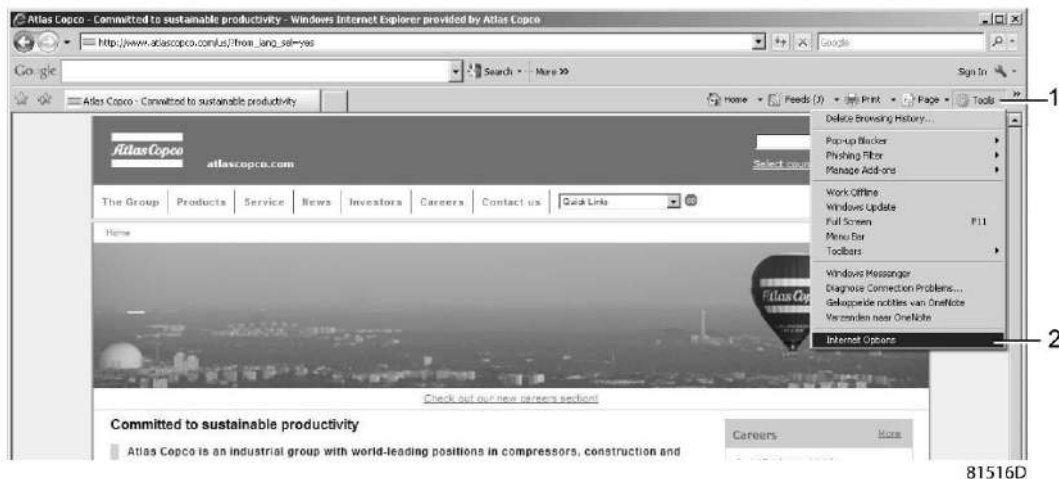 Atlas Copco - Committed to sustainable productivity - Windows Internet Explorer provided by Atlas Copco
http://www.atlascopco.com/us/?from_lang_sel=yes
Google
Google Search More >> Sign In
Atlas Copco - Committed to sustainable productivity Home Feeds (J) Print Page Tools 1
Delete Browsing History...
Pop-up Blocker
Phishing Filter
Manage Add-ons
Work Offline
Windows Update
Full Screen F11
Menu Bar
Toolbars
Windows Messenger
Diagnose Connection Problems...
Gekoppelde notities van OneNote
Verzenden naar OneNote
Internet Options 2
Atlas Copco
atlascopco.com
Select coun
The Group Products Service News Investors Careers Contact us Quick Links
Home
Atlas Cop
Check out our new careers section!
Committed to sustainable productivity
Careers More
Atlas Copco is an industrial group with world-leading positions in compressors, construction and
81516D